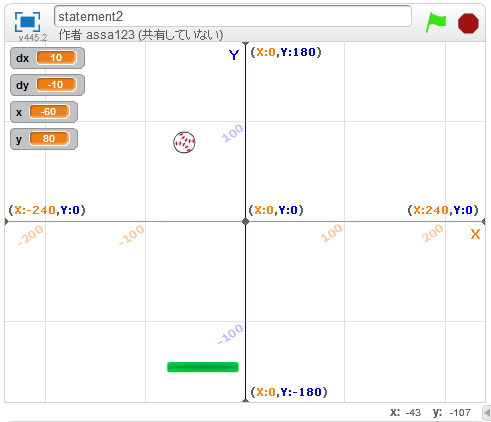 statement2
v445.2
作者 assa123 (共有していない)
dx 10
dy -10
x -60
y 80
Y
(X:0,Y:180)
100
(X:-240,Y:0)
(X:0,Y:0)
(X:240,Y:0)
-200
-100
100
200
X
-100
(X:0,Y:-180)
x: -43 y: -107